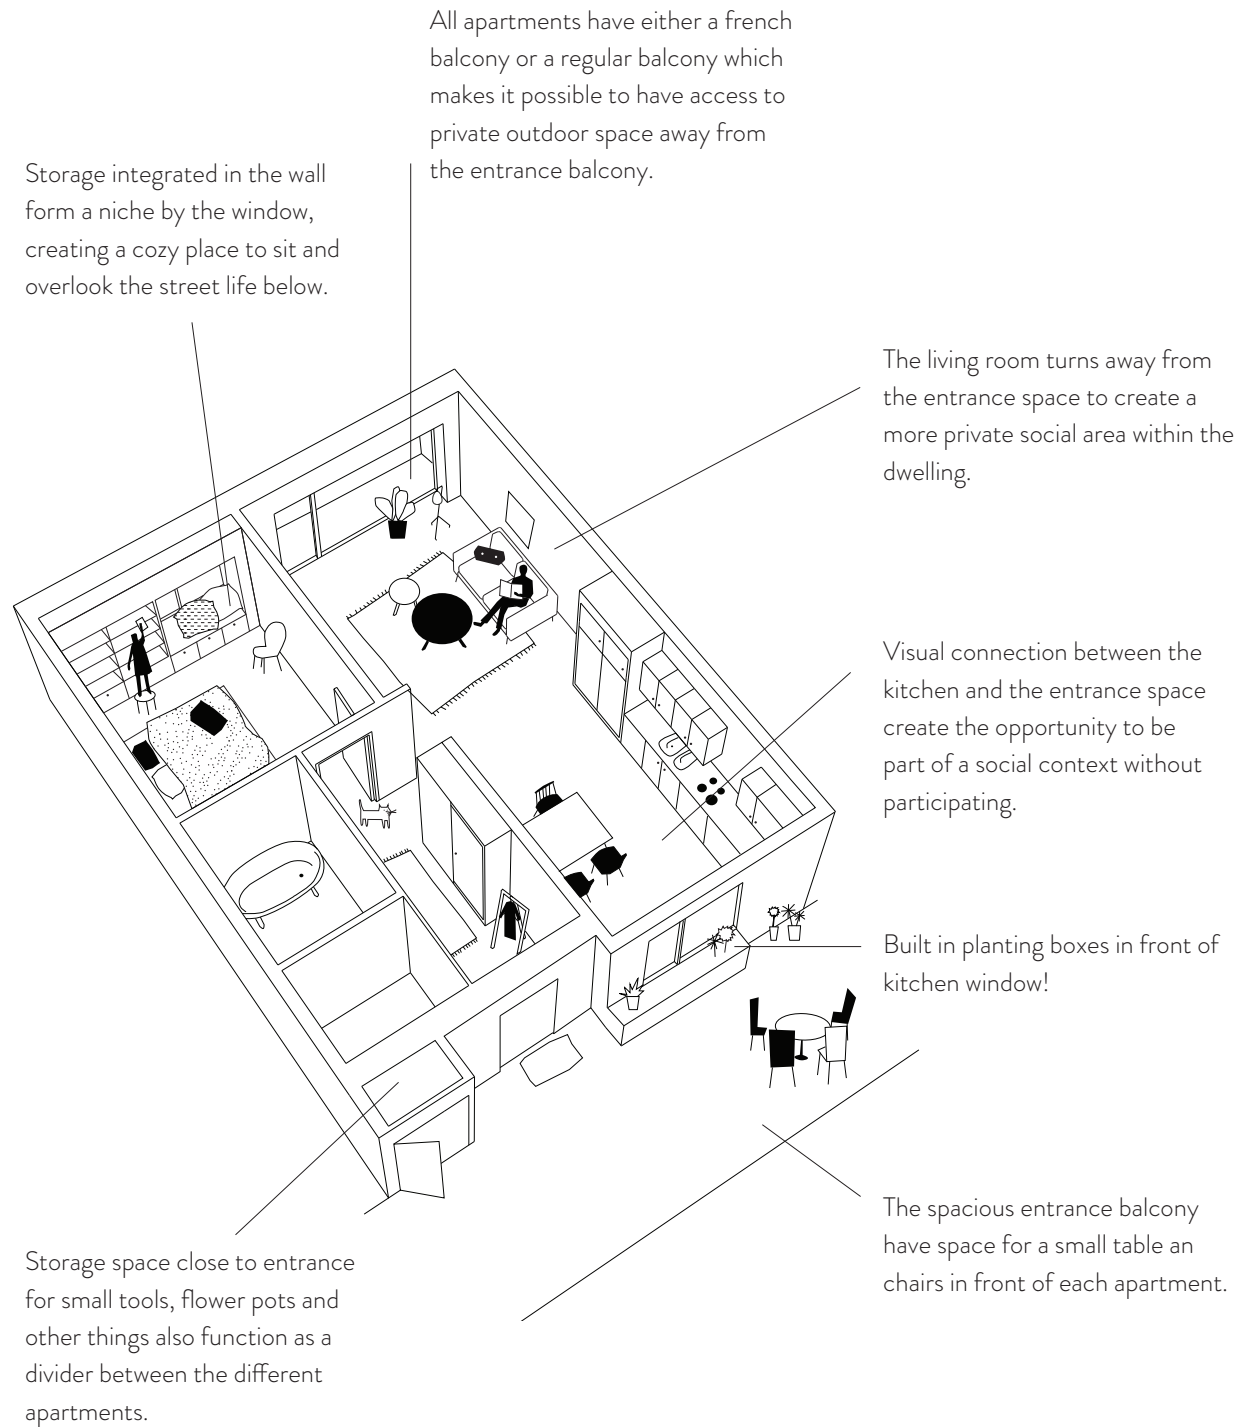 All apartments have either a french
balcony or a regular balcony which
makes it possible to have access to
private outdoor space away from
the entrance balcony.
Storage integrated in the wall
form a niche by the window,
creating a cozy place to sit and
overlook the street life below.
The living room turns away from
the entrance space to create a
more private social area within the
dwelling.
Visual connection between the
kitchen and the entrance space
create the opportunity to be
part of a social context without
participating.
Built in planting boxes in front of
kitchen window!
The spacious entrance balcony
have space for a small table an
chairs in front of each apartment.
Storage space close to entrance
for small tools, flower pots and
other things also function as a
divider between the different
apartments.